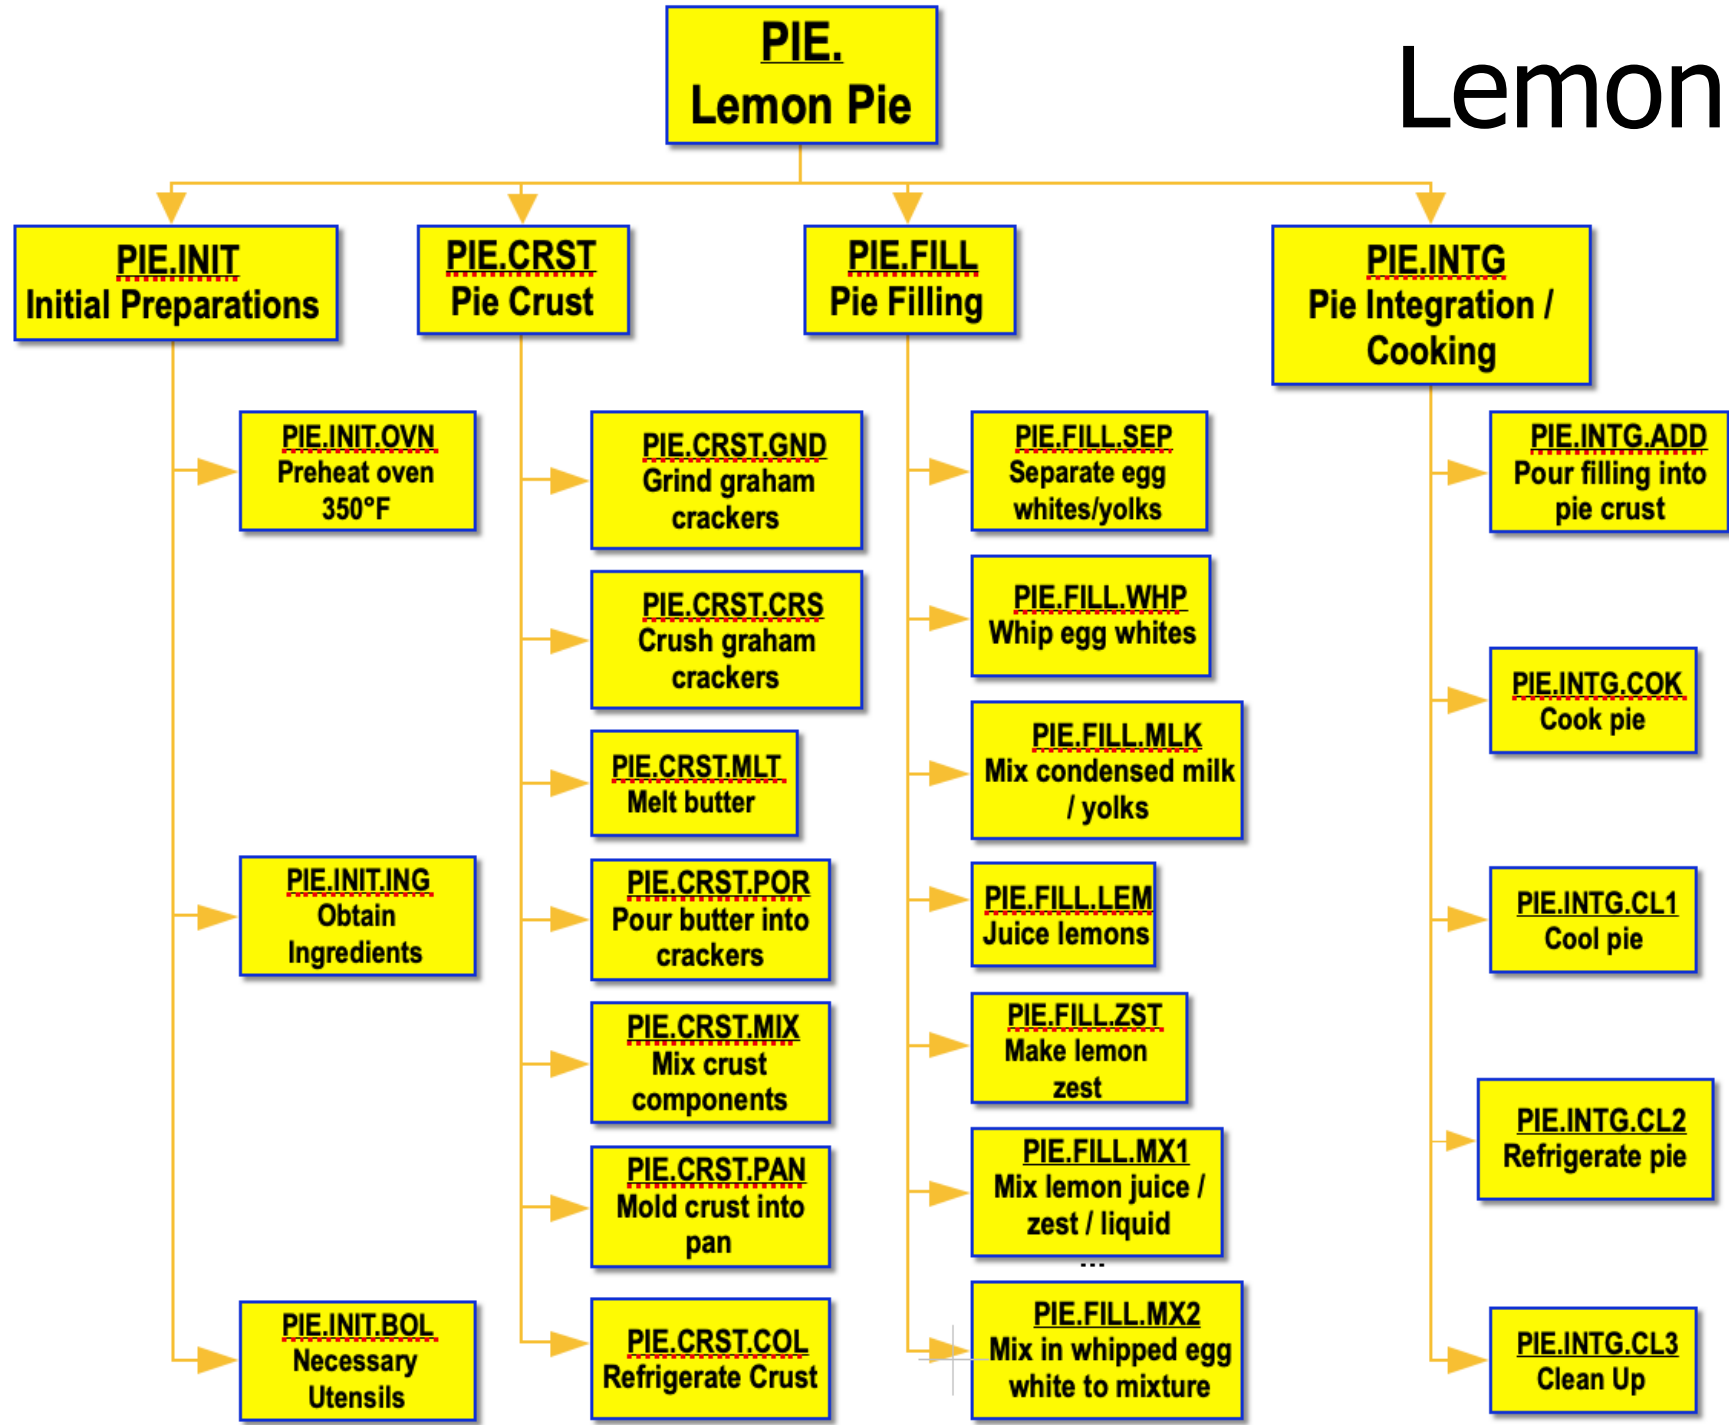 PIE.
Lemon Pie
Lemon
PIE.INIT
Initial Preparations
PIE.INIT.OVN
Preheat oven
350°F
PIE.INIT.ING
Obtain
Ingredients
PIE.INIT.BOL
Necessary
Utensils
PIE.CRST
Pie Crust
PIE.CRST.GND
Grind graham
crackers
PIE.CRST.CRS
Crush graham
crackers
PIE.CRST.MLT
Melt butter
PIE.CRST.POR
Pour butter into
crackers
PIE.CRST.MIX
Mix crust
components
PIE.CRST.PAN
Mold crust into
pan
PIE.CRST.COL
Refrigerate Crust
PIE.FILL
Pie Filling
PIE.FILL.SEP
Separate egg
whites/yolks
PIE.FILL.WHP
Whip egg whites
PIE.FILL.MLK
Mix condensed milk
/ yolks
PIE.FILL.LEM
Juice lemons
PIE.FILL.ZST
Make lemon
zest
PIE.FILL.MX1
Mix lemon juice /
zest / liquid
...
PIE.FILL.MX2
Mix in whipped egg
white to mixture
PIE.INTG
Pie Integration /
Cooking
PIE.INTG.ADD
Pour filling into
pie crust
PIE.INTG.COK
Cook pie
PIE.INTG.CL1
Cool pie
PIE.INTG.CL2
Refrigerate pie
PIE.INTG.CL3
Clean Up